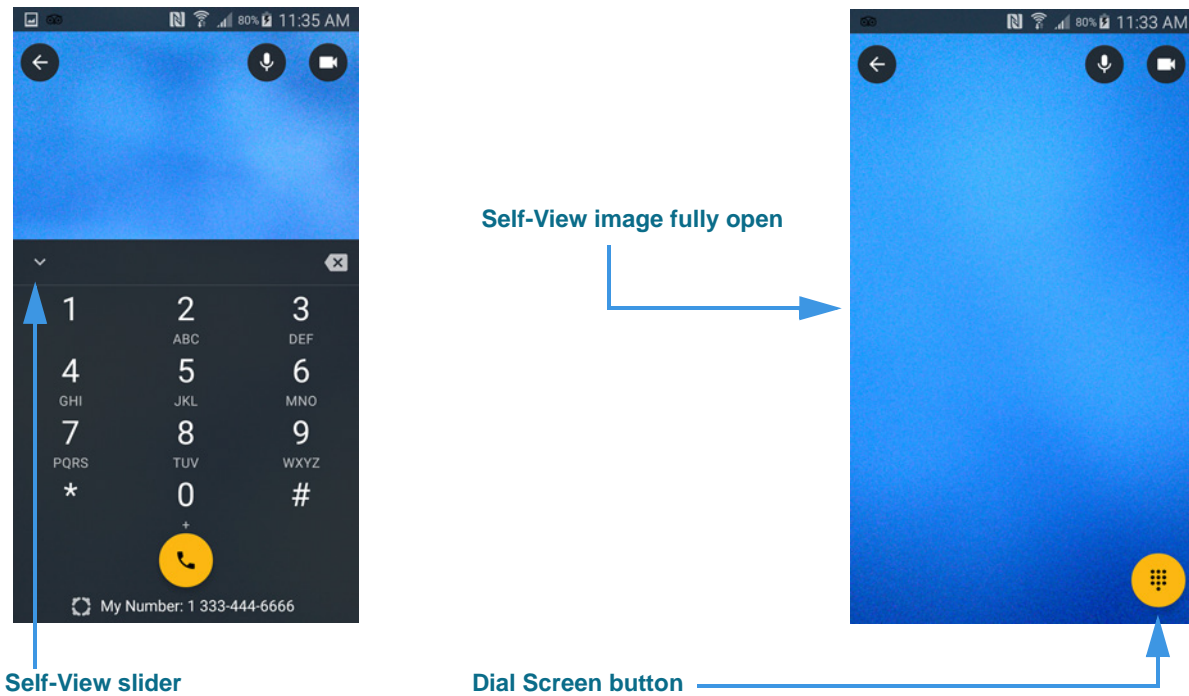 80% 11:35 AM
1 2 3
ABC DEF
4 5 6
GHI JKL MNO
7 8 9
PQRS TUV WXYZ
* 0 #
+
My Number: 1 333-444-6666
Self-View slider
Self-View image fully open
80% 11:33 AM
Dial Screen button